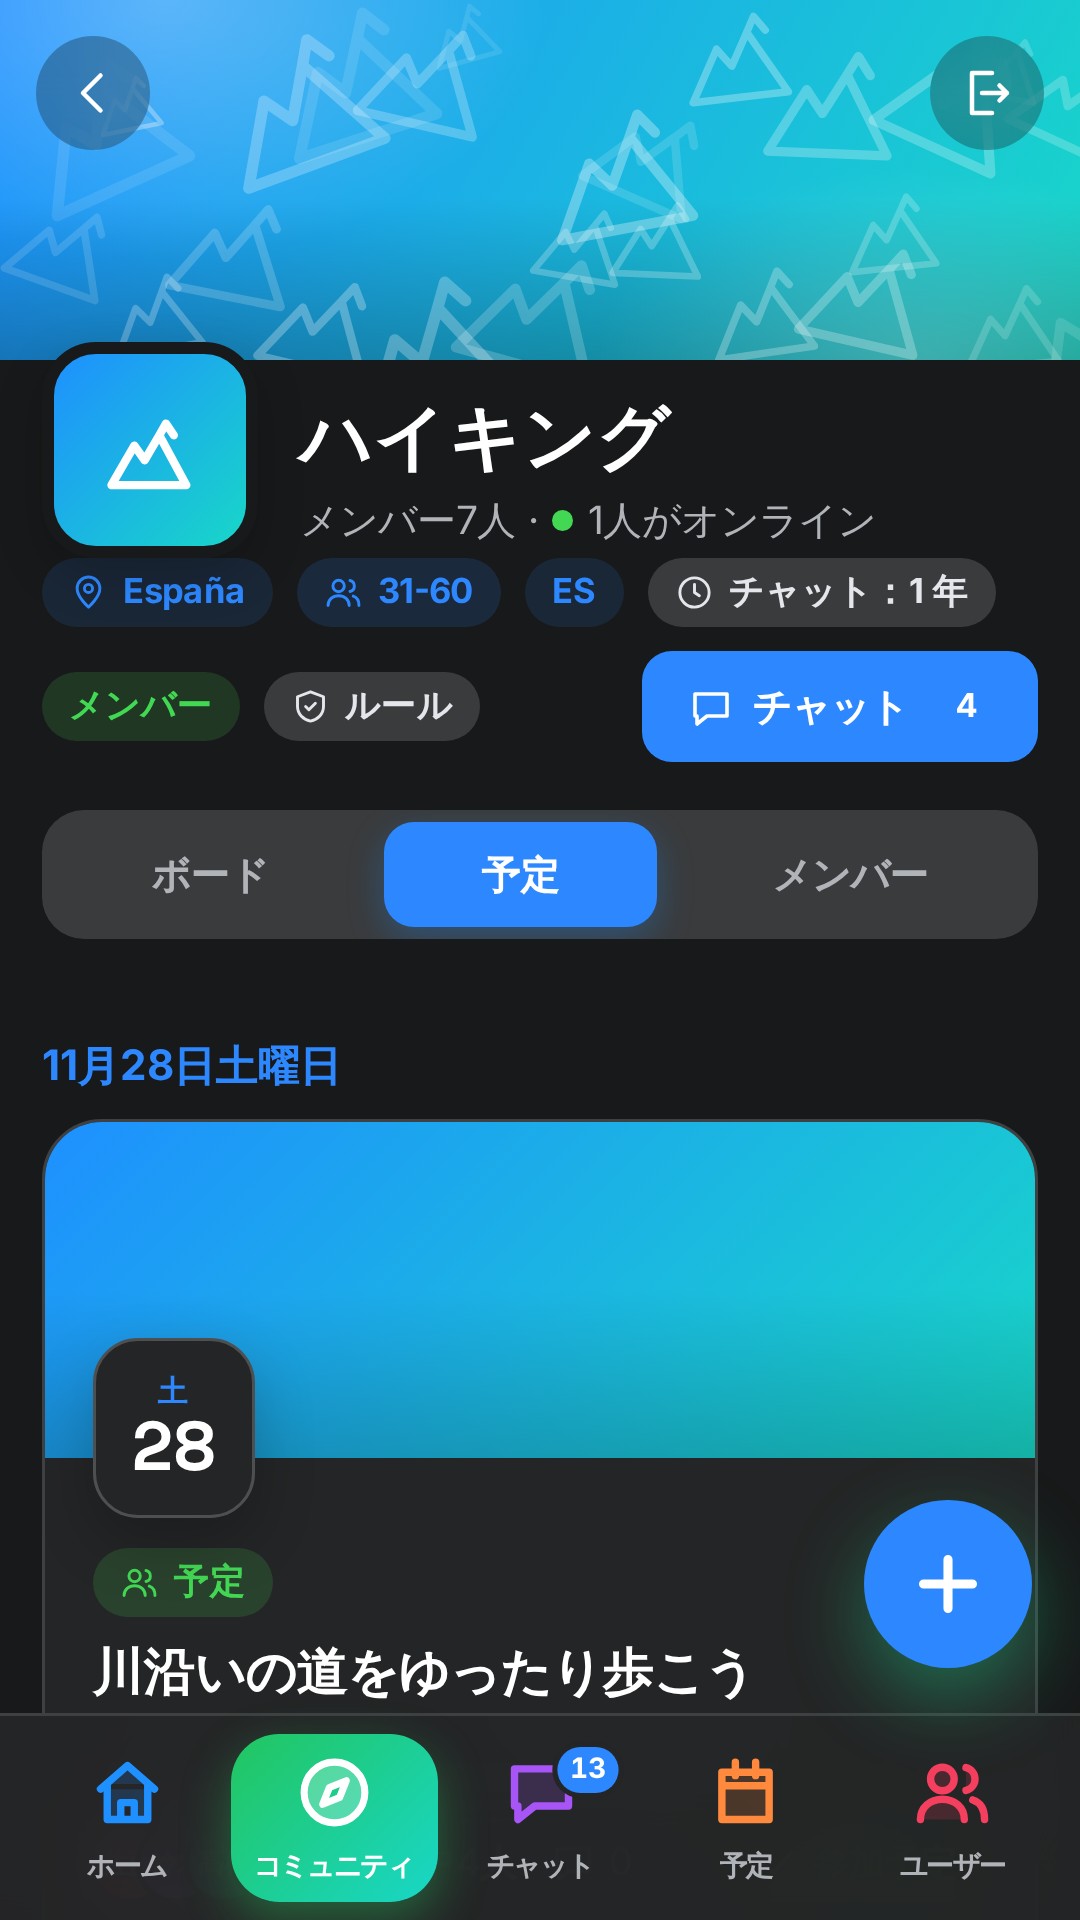 ハイキング
メンバー7人 · 1人がオンライン
España
31-60
ES
チャット：1 年
メンバー
ルール
チャット 4
ボード
予定
メンバー
11月28日土曜日
土
28
予定
川沿いの道をゆったり歩こう
13
ホーム
コミュニティ
チャット
予定
ユーザー